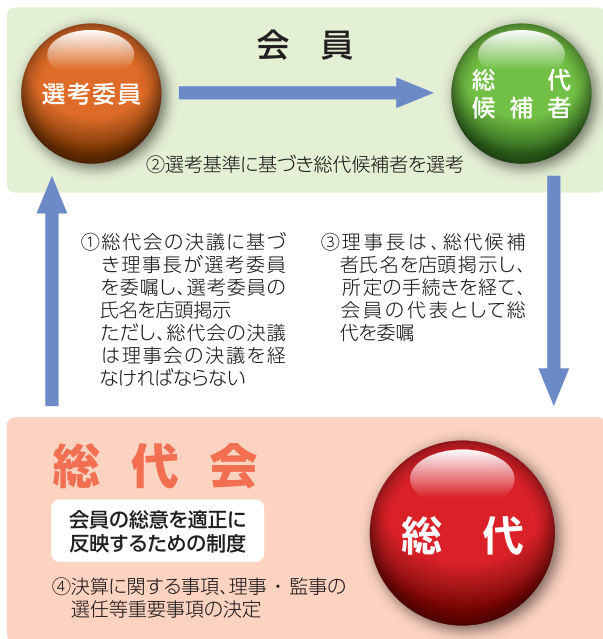 会 員
選考委員
総 代
候 補 者
②選考基準に基づき総代候補者を選考
①総代会の決議に基づ
き理事長が選考委員
を委嘱し、選考委員の
氏名を店頭掲示
ただし、総代会の決議
は理事会の決議を経
なければならない
③理事長は、総代候補
者氏名を店頭掲示し、
所定の手続きを経て、
会員の代表として総
代を委嘱
総 代 会
会員の総意を適正に
反映するための制度
④決算に関する事項、理事・監事の
選任等重要事項の決定
総 代